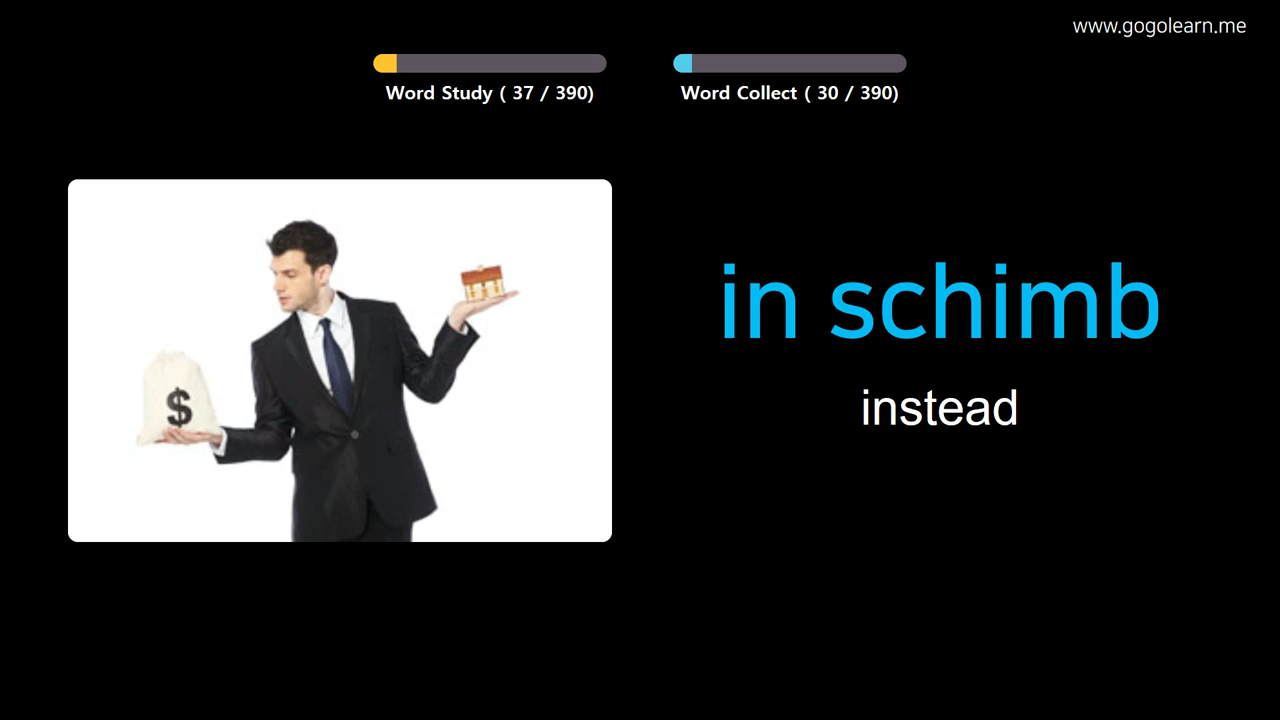 www.gogolearn.me
Word Study ( 37 / 390)
Word Collect ( 30 / 390)
in schimb
instead
$